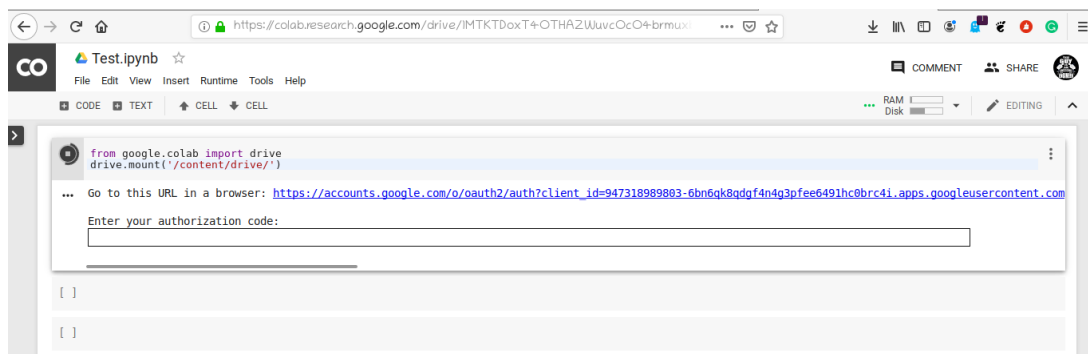 https://colab.research.google.com/drive/1MTKTDoxT4OTHAZWuvcOcO4brmux
CO
Test.ipynb
COMMENT
SHARE
File Edit View Insert Runtime Tools Help
CODE TEXT CELL CELL
RAM
Disk
EDITING
from google.colab import drive
drive.mount('/content/drive/')
Go to this URL in a browser: https://accounts.google.com/o/oauth2/auth?client_id=947318989803-6bn6qk8qdgf4n4g3pfee6491hc0brc4i.apps.googleusercontent.com
Enter your authorization code:
[ ]
[ ]